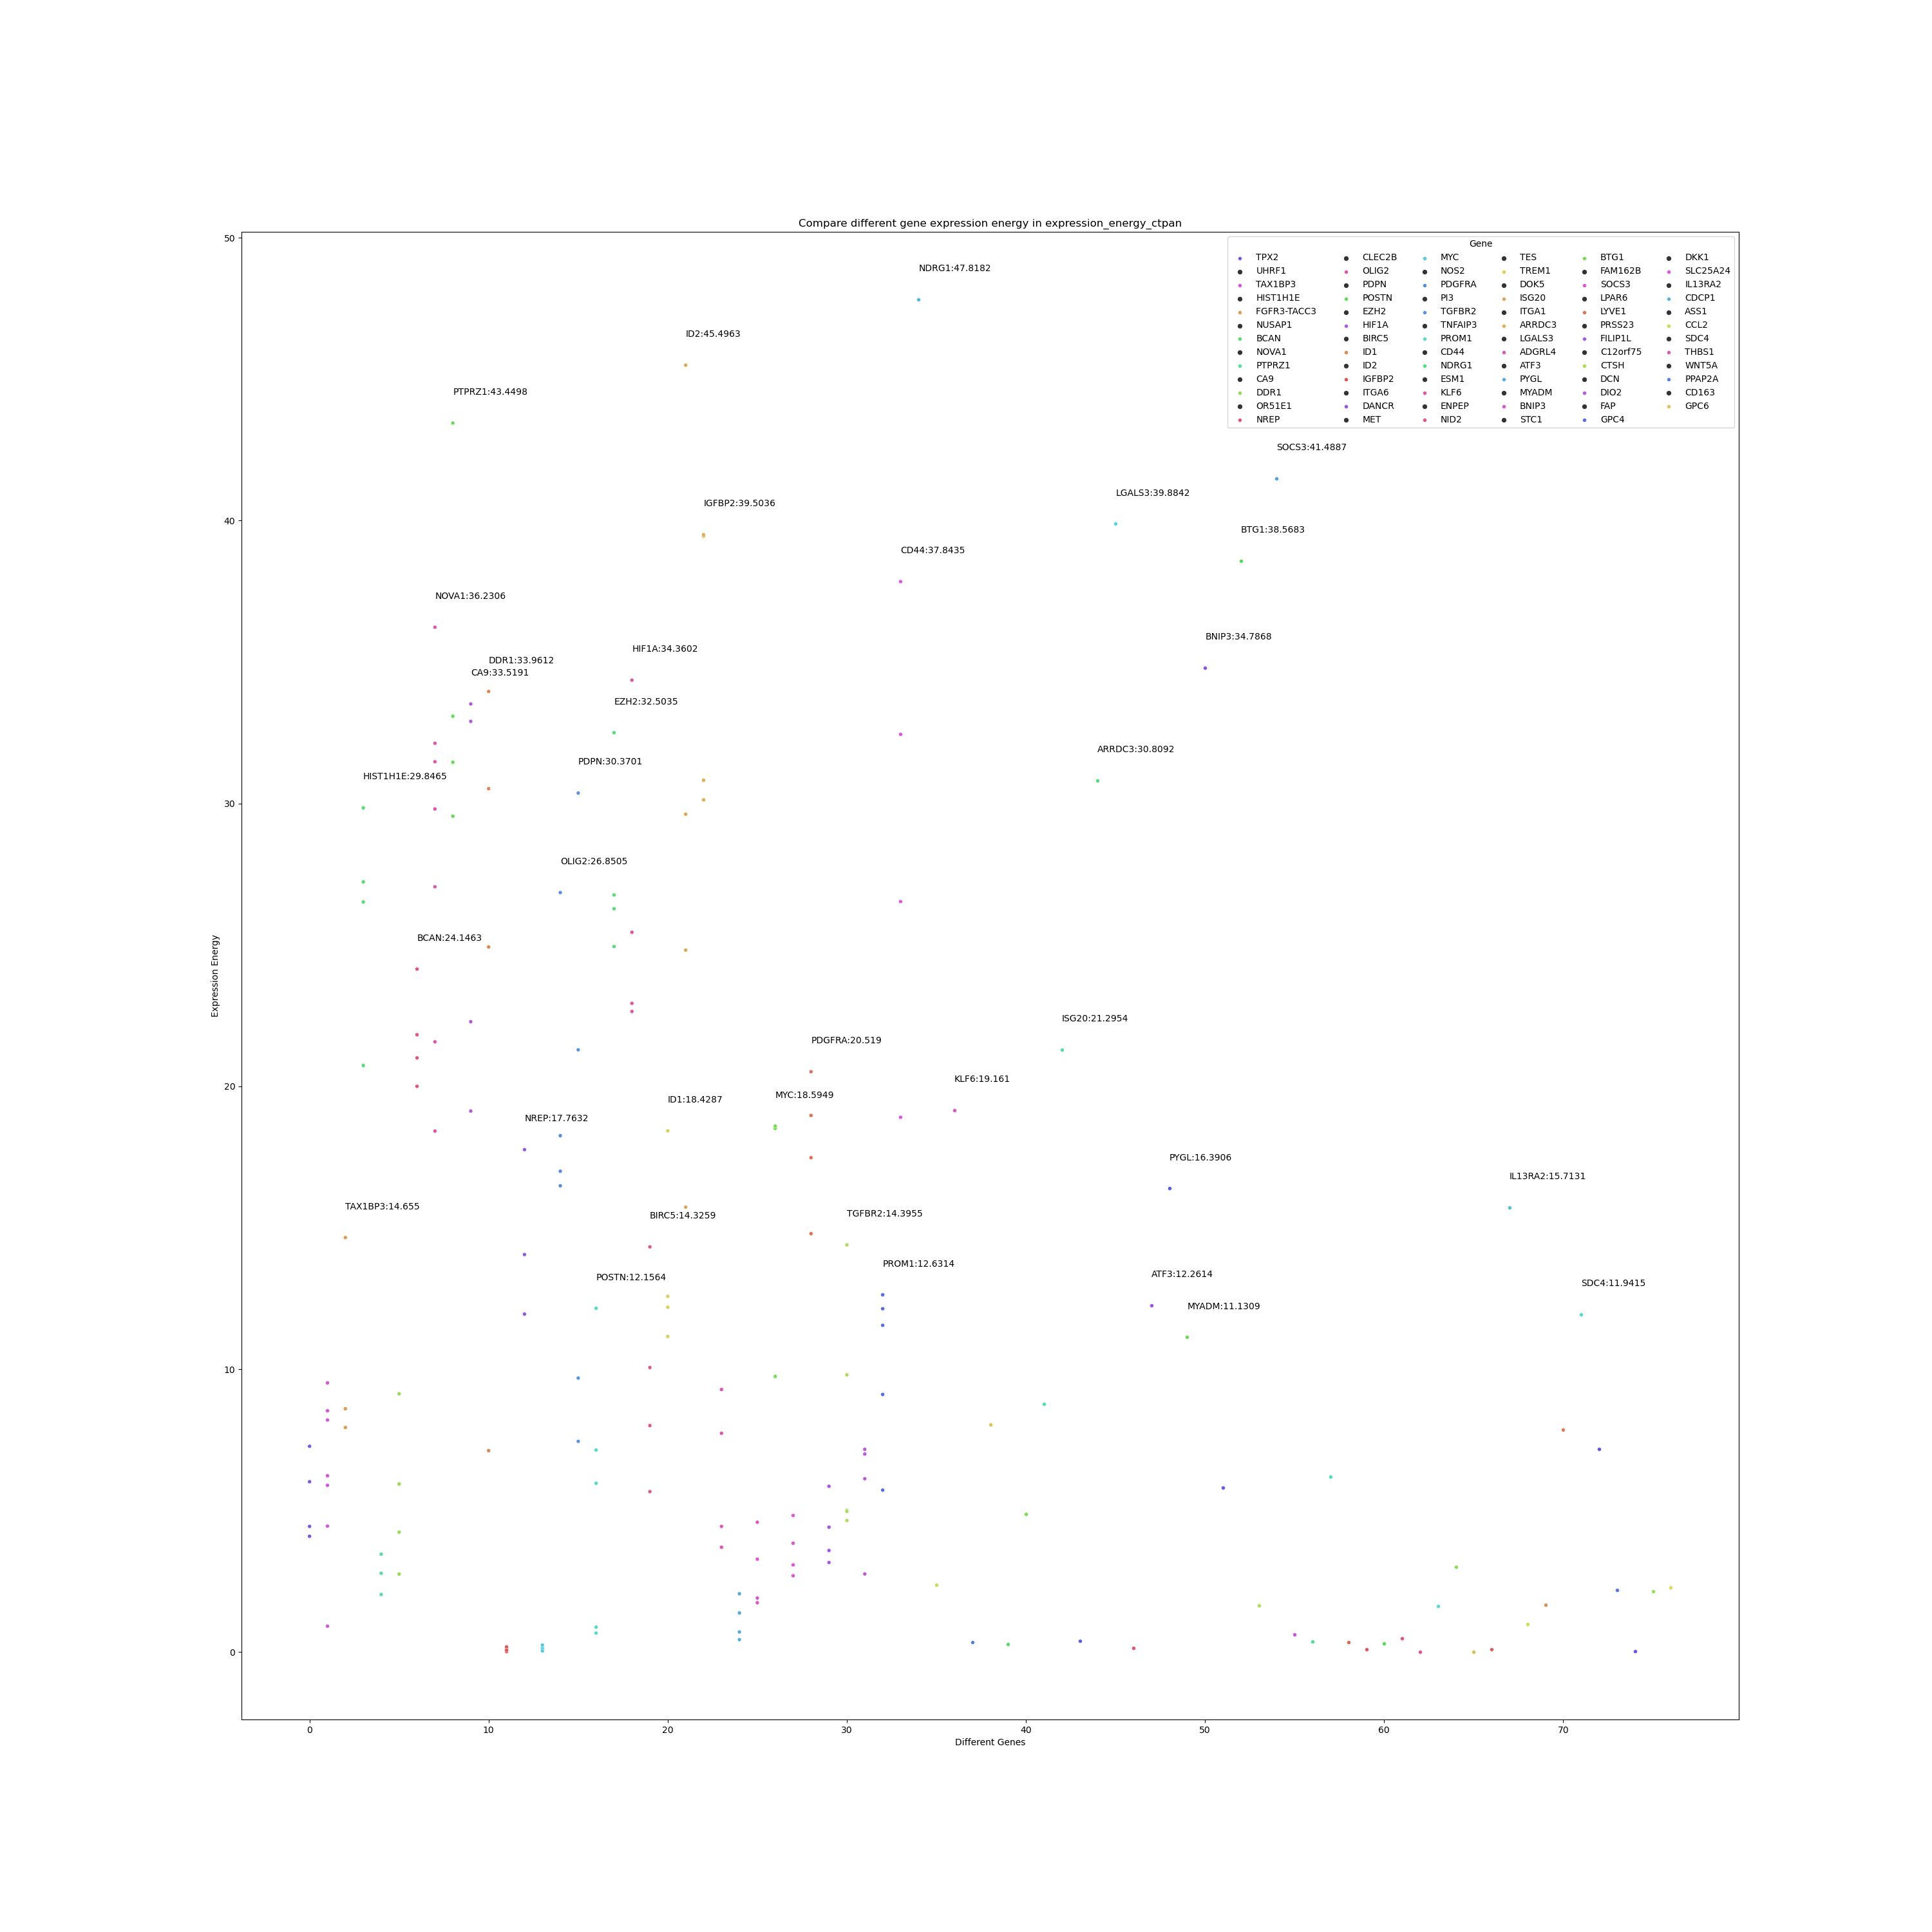 Compare different gene expression energy in expression_energy_ctpan
50
Gene
TPX2 CLEC2B MYC TES BTG1 DKK1
UHRF1 OLIG2 NOS2 TREM1 FAM162B SLC25A24
TAX1BP3 PDPN PDGFRA DOK5 SOCS3 IL13RA2
HIST1H1E POSTN PI3 ISG20 LPAR6 CDCP1
FGFR3-TACC3 EZH2 TGFBR2 ITGA1 LYVE1 ASS1
NUSAP1 HIF1A TNFAIP3 ARRDC3 PRSS23 CCL2
BCAN BIRC5 PROM1 LGALS3 FILIP1L SDC4
NOVA1 ID1 CD44 ADGRL4 C12orf75 THBS1
PTPRZ1 ID2 NDRG1 ATF3 CTSH WNT5A
CA9 IGFBP2 ESM1 PYGL DCN PPAP2A
DDR1 ITGA6 KLF6 MYADM DIO2 CD163
OR51E1 DANCR ENPEP BNIP3 FAP GPC6
NREP MET NID2 STC1 GPC4
NDRG1:47.8182
ID2:45.4963
PTPRZ1:43.4498
SOCS3:41.4887
LGALS3:39.8842
IGFBP2:39.5036
40
BTG1:38.5683
CD44:37.8435
NOVA1:36.2306
BNIP3:34.7868
HIF1A:34.3602
DDR1:33.9612
CA9:33.5191
EZH2:32.5035
ARRDC3:30.8092
PDPN:30.3701
HIST1H1E:29.8465
30
OLIG2:26.8505
BCAN:24.1463
Expression Energy
ISG20:21.2954
PDGFRA:20.519
20
KLF6:19.161
MYC:18.5949
ID1:18.4287
NREP:17.7632
PYGL:16.3906
IL13RA2:15.7131
TAX1BP3:14.655
TGFBR2:14.3955
BIRC5:14.3259
PROM1:12.6314
ATF3:12.2614
POSTN:12.1564
SDC4:11.9415
MYADM:11.1309
10
0
0 10 20 30 40 50 60 70
Different Genes